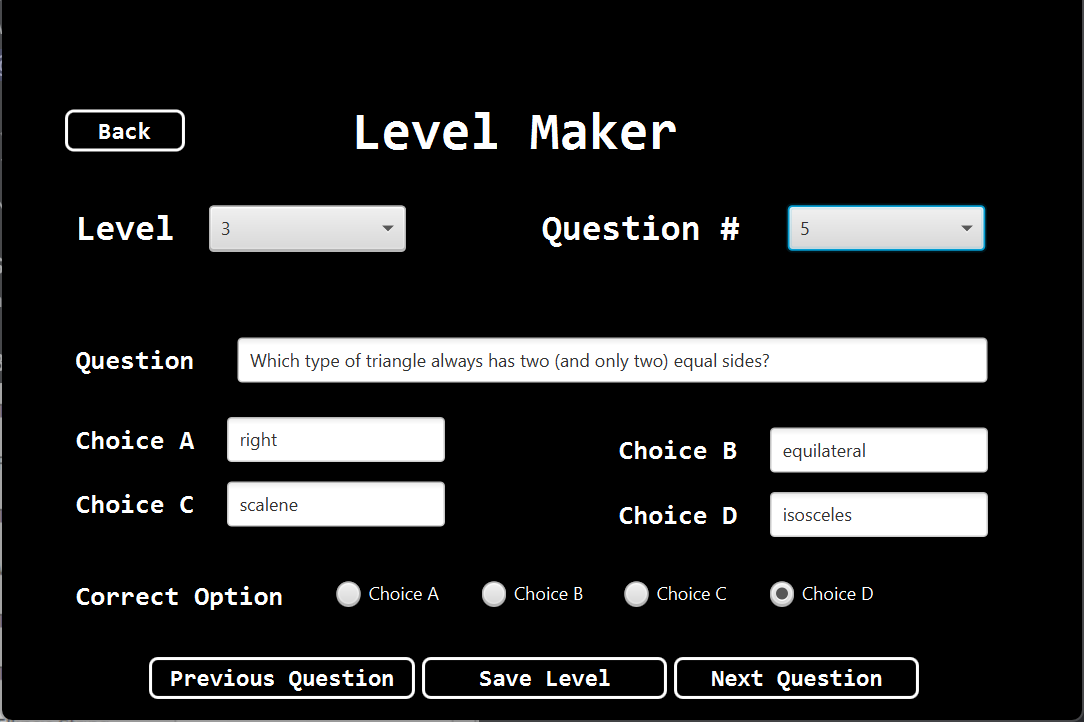 Back
Level Maker
Level 3 Question # 5
Question Which type of triangle always has two (and only two) equal sides?
Choice A right
Choice B equilateral
Choice C scalene
Choice D isosceles
Correct Option Choice A Choice B Choice C Choice D
Previous Question Save Level Next Question